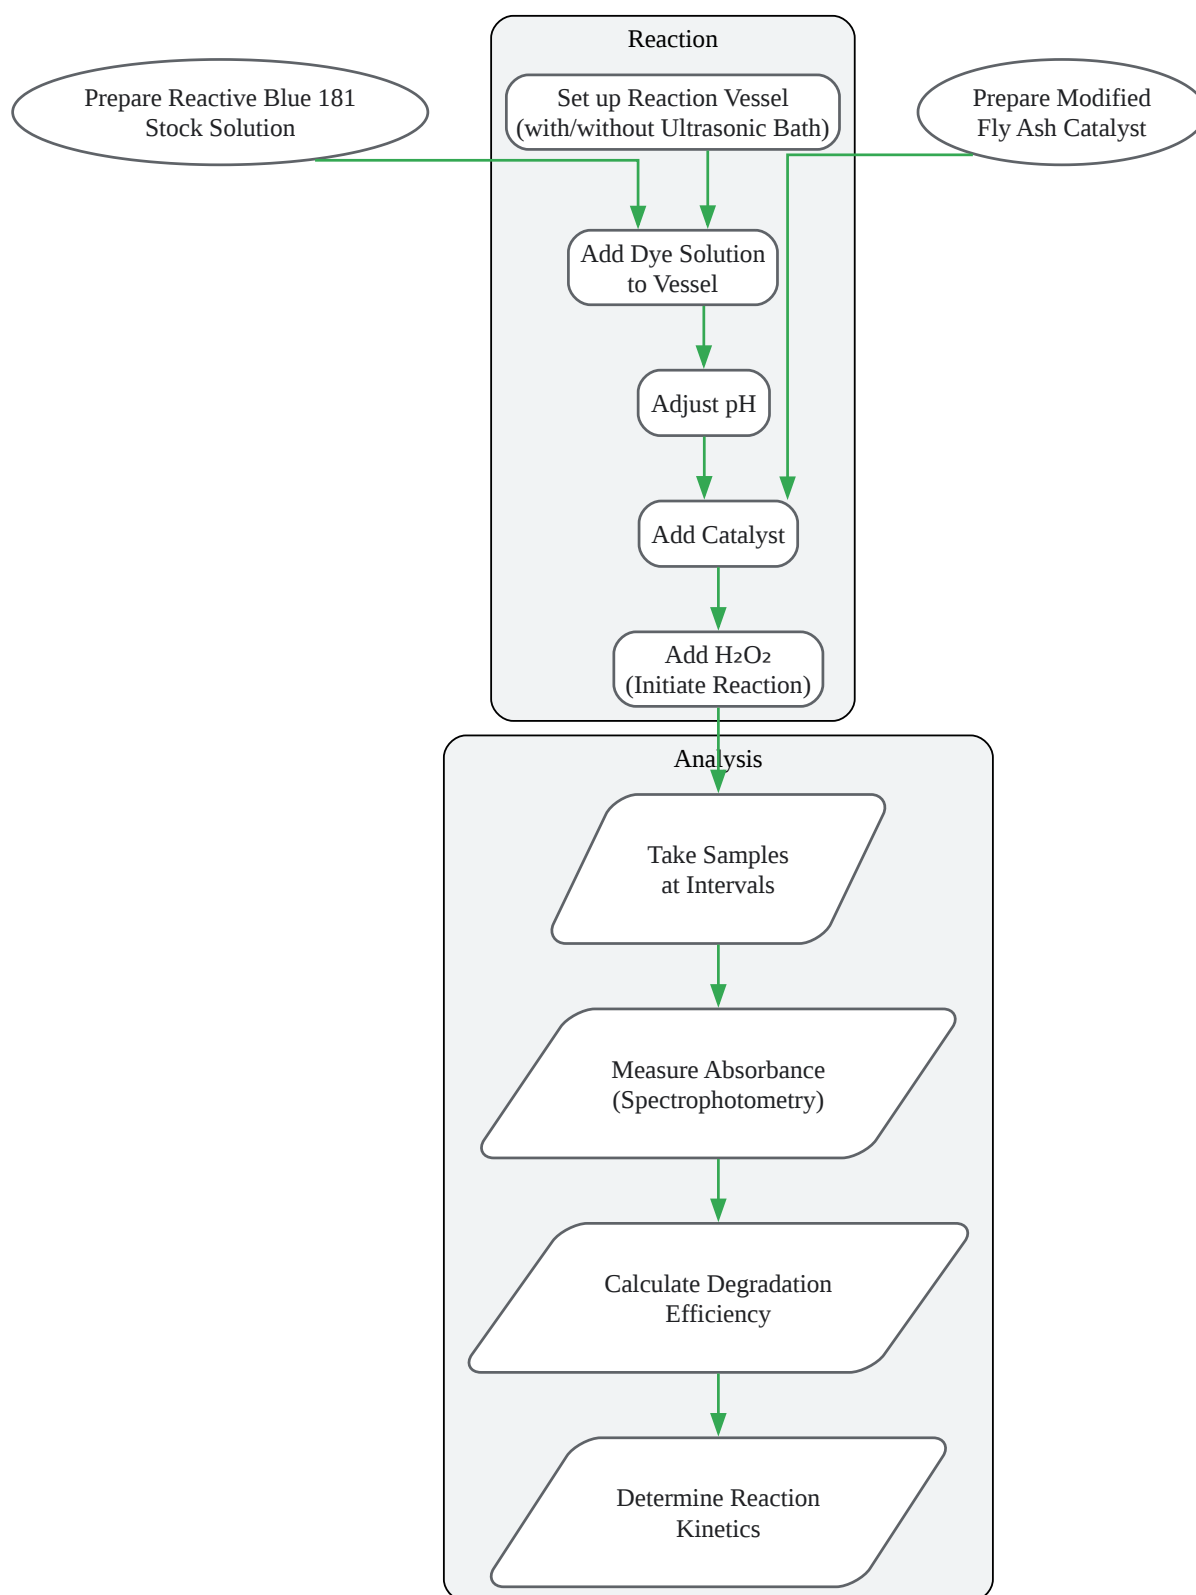 Reaction
Prepare Reactive Blue 181
Stock Solution
Set up Reaction Vessel
(with/without Ultrasonic Bath)
Prepare Modified
Fly Ash Catalyst
Add Dye Solution
to Vessel
Adjust pH
Add Catalyst
Add H₂O₂
(Initiate Reaction)
Analysis
Take Samples
at Intervals
Measure Absorbance
(Spectrophotometry)
Calculate Degradation
Efficiency
Determine Reaction
Kinetics